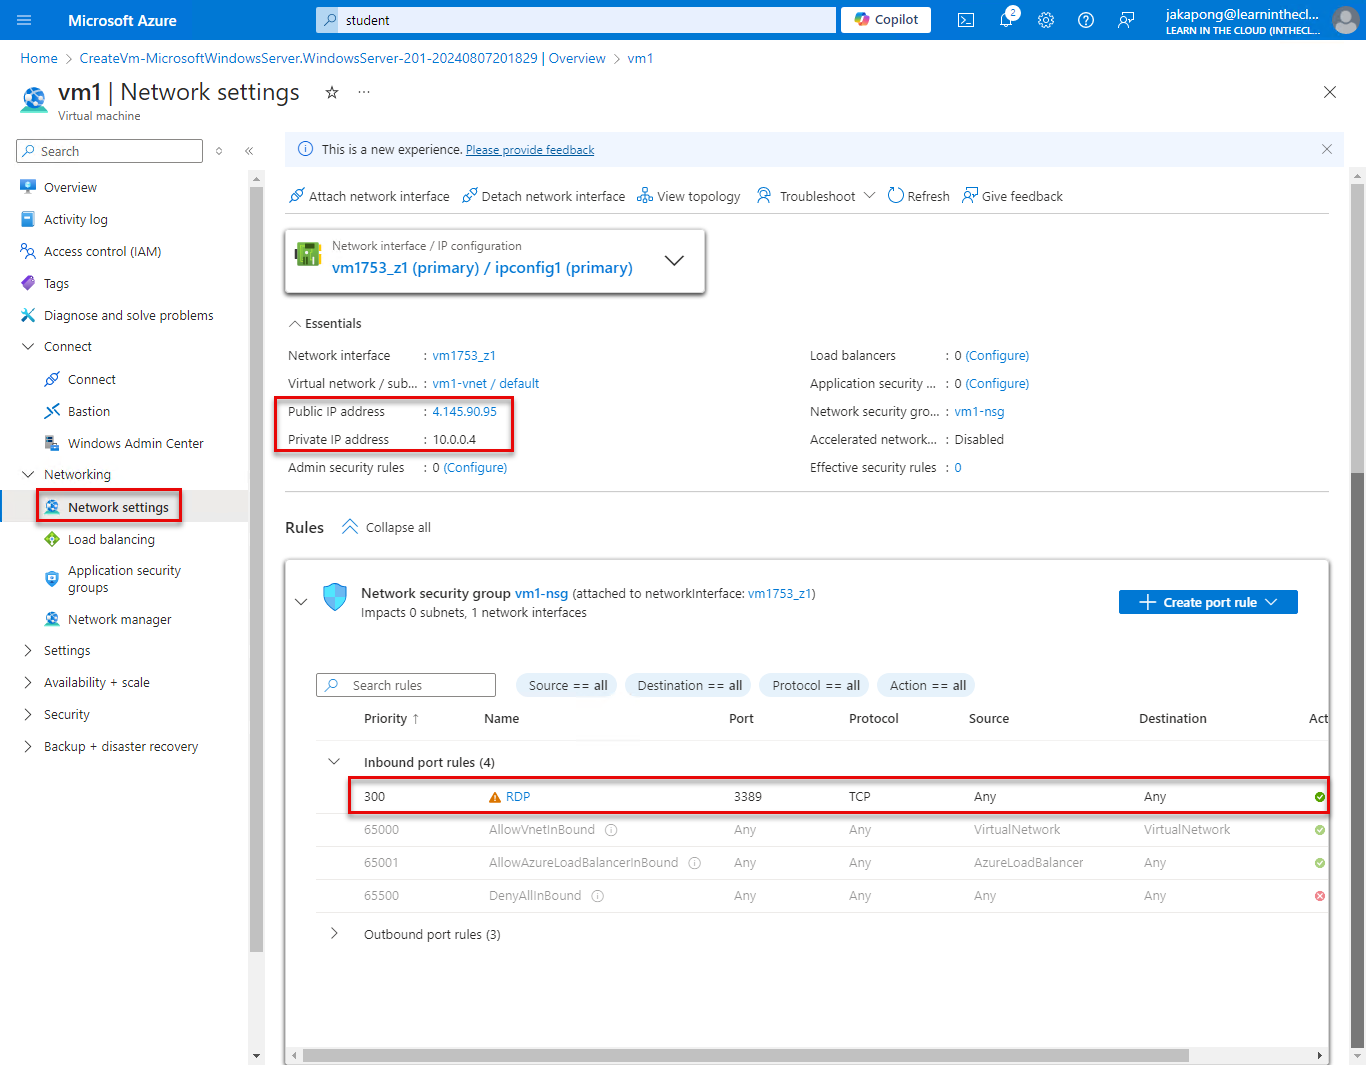 Microsoft Azure
student
Copilot
2
jakapong@learninthecl...
LEARN IN THE CLOUD (INTHECL...
Home > CreateVm-MicrosoftWindowsServer.WindowsServer-201-20240807201829 | Overview > vm1
vm1 | Network settings
Virtual machine
Search
Overview
Activity log
Access control (IAM)
Tags
Diagnose and solve problems
Connect
Connect
Bastion
Windows Admin Center
Networking
Network settings
Load balancing
Application security
groups
Network manager
Settings
Availability + scale
Security
Backup + disaster recovery
This is a new experience. Please provide feedback
Attach network interface Detach network interface View topology Troubleshoot Refresh Give feedback
Network interface / IP configuration
vm1753_z1 (primary) / ipconfig1 (primary)
Essentials
Network interface : vm1753_z1
Virtual network / sub... : vm1-vnet / default
Public IP address : 4.145.90.95
Private IP address : 10.0.0.4
Admin security rules : 0 (Configure)
Load balancers : 0 (Configure)
Application security ... : 0 (Configure)
Network security gro... : vm1-nsg
Accelerated network... : Disabled
Effective security rules : 0
Rules Collapse all
Network security group vm1-nsg (attached to networkInterface: vm1753_z1)
Impacts 0 subnets, 1 network interfaces
Create port rule
Search rules
Source == all Destination == all Protocol == all Action == all
Priority ↑ Name Port Protocol Source Destination Act
Inbound port rules (4)
300 RDP 3389 TCP Any Any
65000 AllowVnetInBound Any Any VirtualNetwork VirtualNetwork
65001 AllowAzureLoadBalancerInBound Any Any AzureLoadBalancer Any
65500 DenyAllInBound Any Any Any Any
Outbound port rules (3)